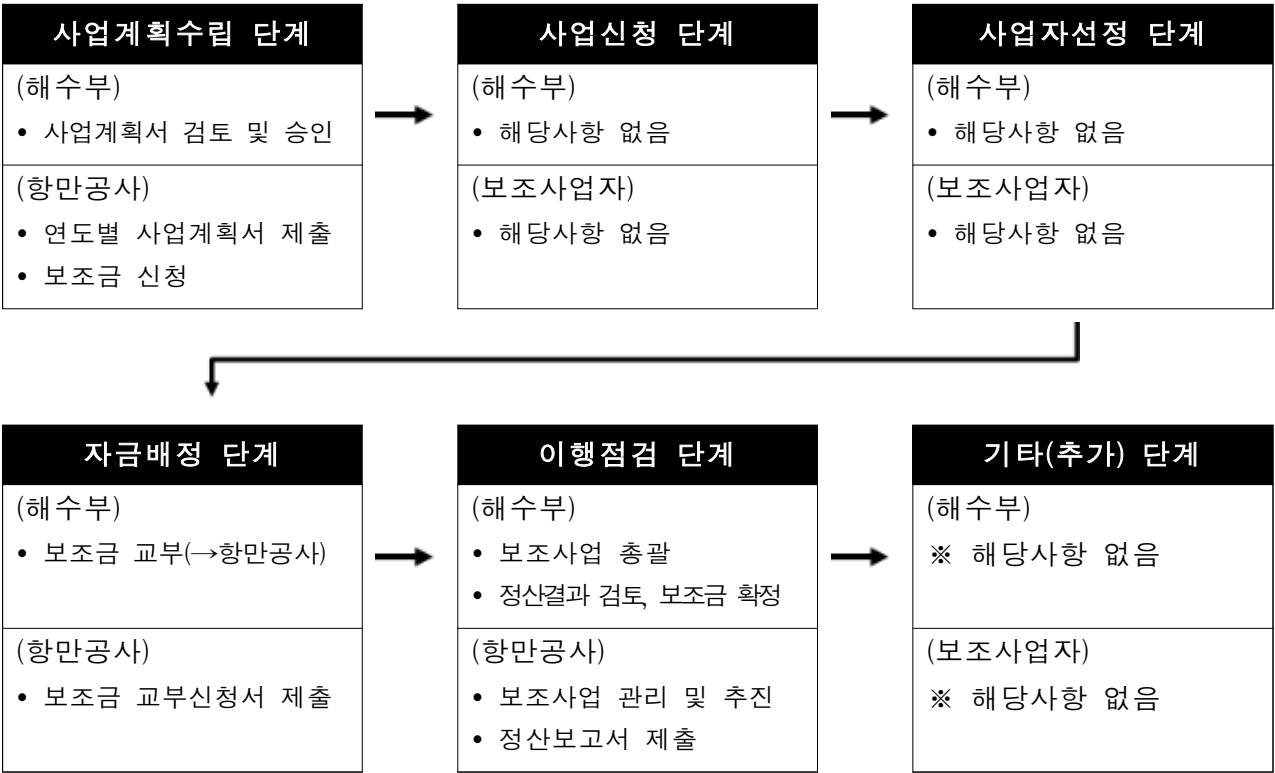 사업계획수립 단계
(해수부)
• 사업계획서 검토 및 승인
(항만공사)
• 연도별 사업계획서 제출
• 보조금 신청
사업신청 단계
(해수부)
• 해당사항 없음
(보조사업자)
• 해당사항 없음
사업자선정 단계
(해수부)
• 해당사항 없음
(보조사업자)
• 해당사항 없음
자금배정 단계
(해수부)
• 보조금 교부(→항만공사)
(항만공사)
• 보조금 교부신청서 제출
이행점검 단계
(해수부)
• 보조사업 총괄
• 정산결과 검토, 보조금 확정
(항만공사)
• 보조사업 관리 및 추진
• 정산보고서 제출
기타(추가) 단계
(해수부)
※ 해당사항 없음
(보조사업자)
※ 해당사항 없음